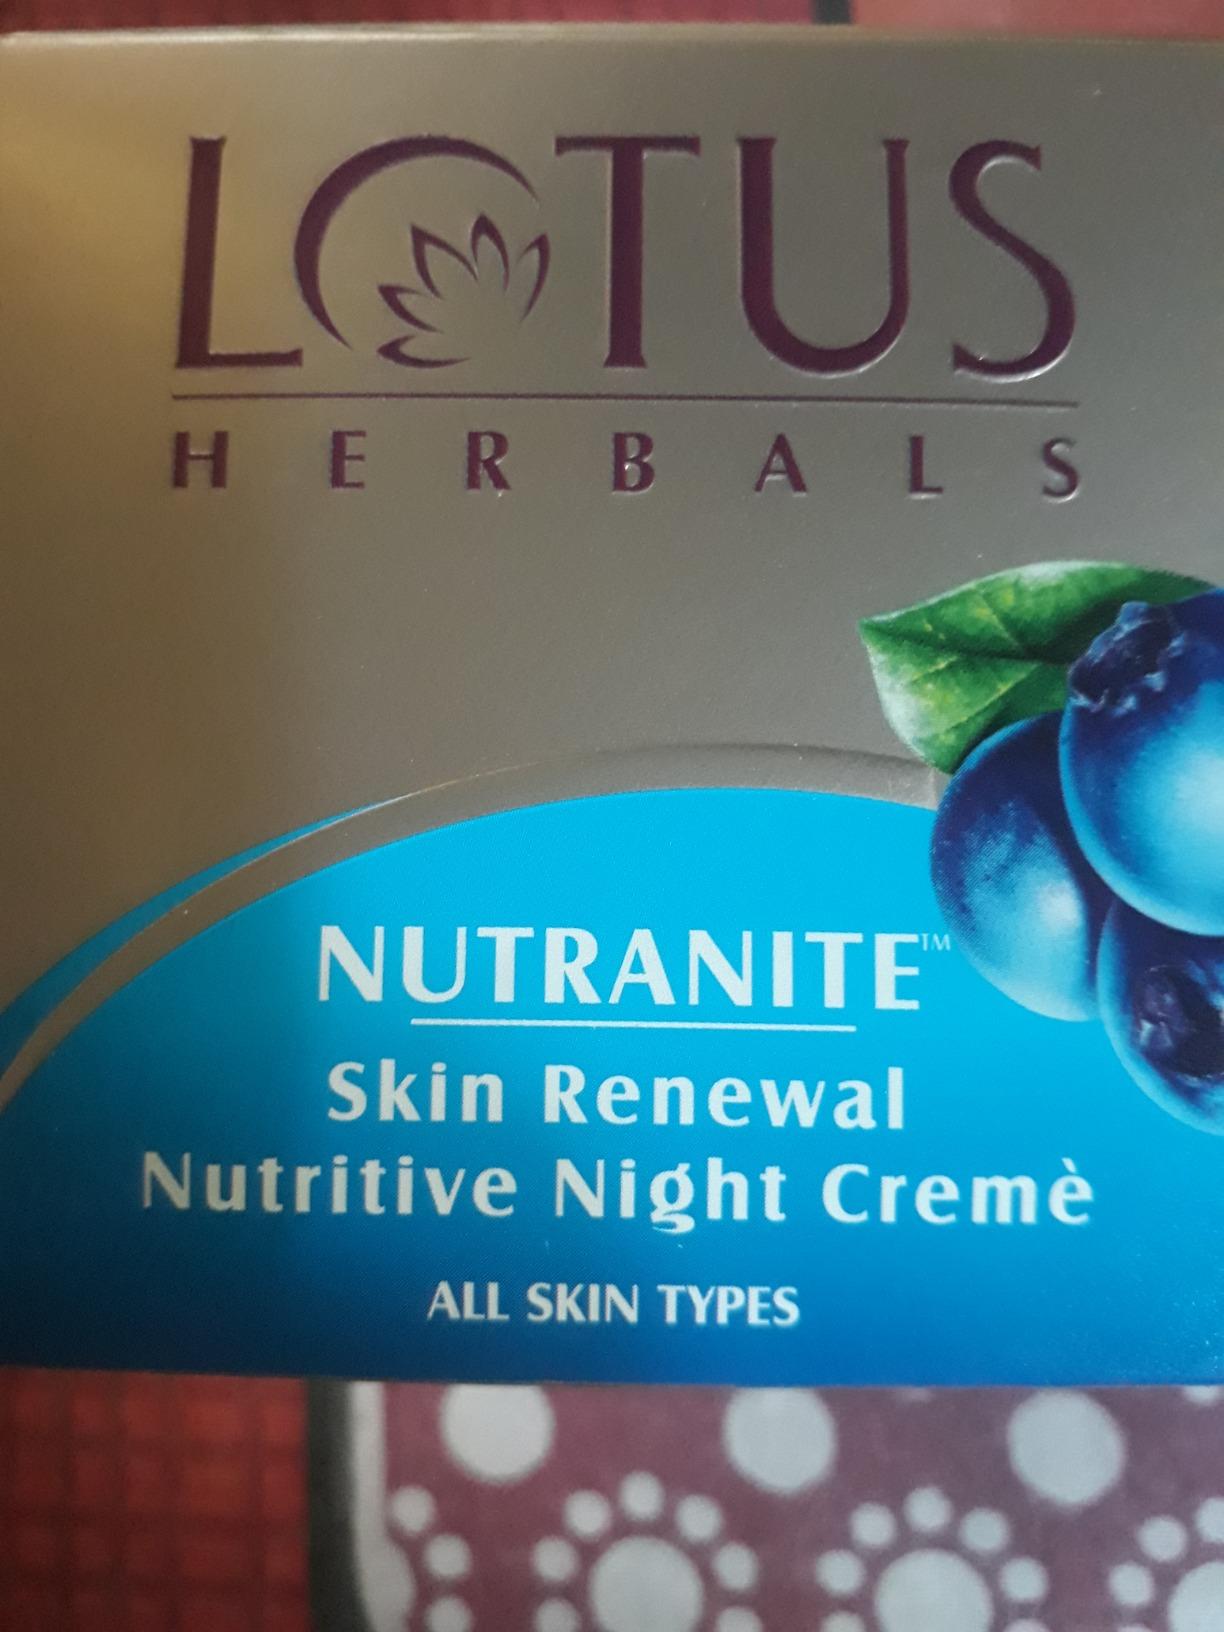 LOTUS
HERBALS
NUTRANITE™
Skin Renewal
Nutritive Night Cremè
ALL SKIN TYPES